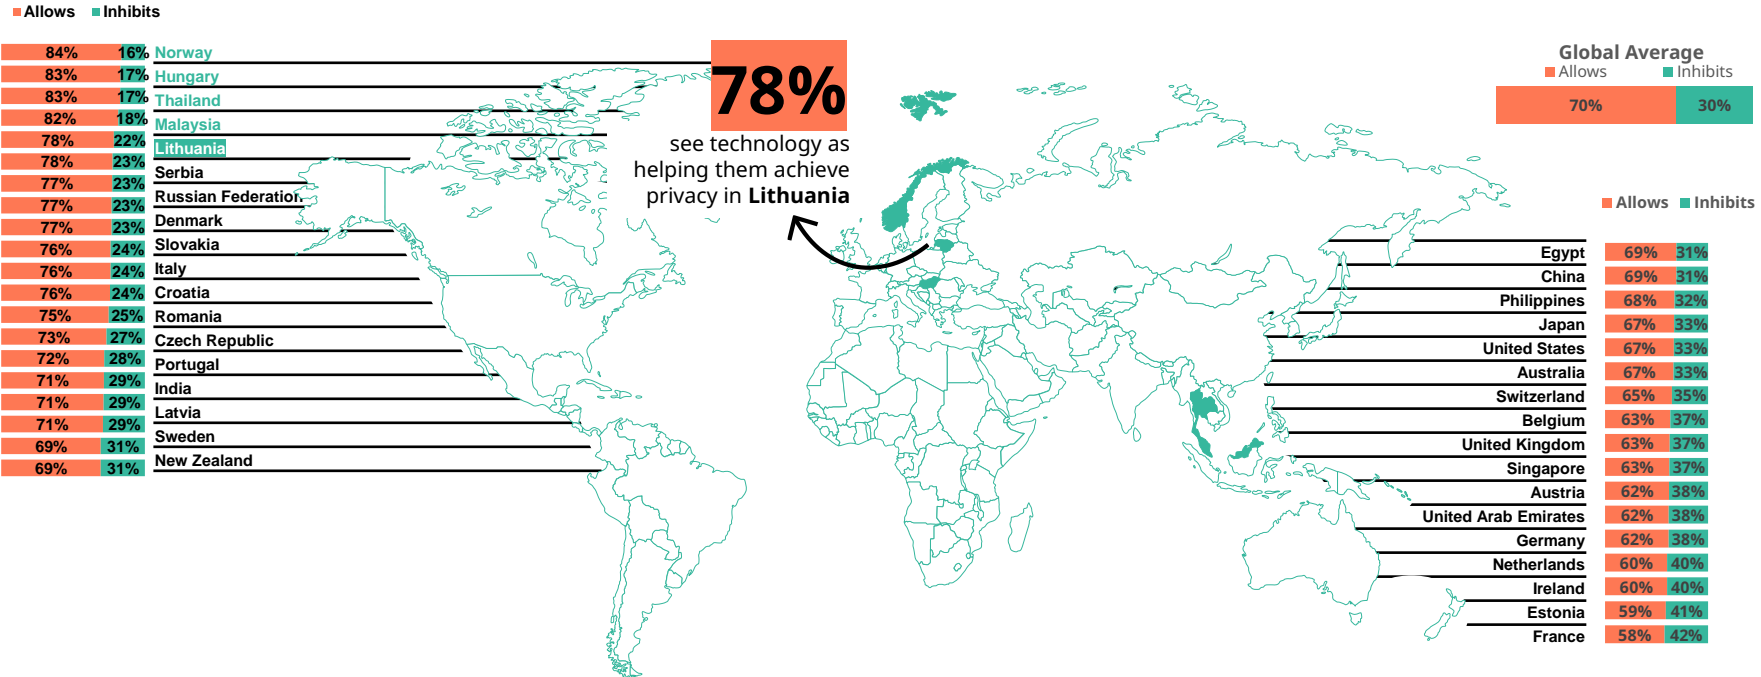 Allows Inhibits
84% 16%
83% 17%
83% 17%
82% 18%
78% 22%
78% 23%
77% 23%
77% 23%
77% 23%
76% 24%
76% 24%
76% 24%
75% 25%
73% 27%
72% 28%
71% 29%
71% 29%
71% 29%
69% 31%
69% 31%
Norway
Hungary
Thailand
Malaysia
Lithuania
Serbia
Russian Federation
Denmark
Slovakia
Italy
Croatia
Romania
Czech Republic
Portugal
India
Latvia
Sweden
New Zealand
78%
see technology as
helping them achieve
privacy in Lithuania
Global Average
Allows Inhibits
70% 30%
Allows Inhibits
Egypt 69% 31%
China 69% 31%
Philippines 68% 32%
Japan 67% 33%
United States 67% 33%
Australia 67% 33%
Switzerland 65% 35%
Belgium 63% 37%
United Kingdom 63% 37%
Singapore 63% 37%
Austria 62% 38%
United Arab Emirates 62% 38%
Germany 62% 38%
Netherlands 60% 40%
Ireland 60% 40%
Estonia 59% 41%
France 58% 42%